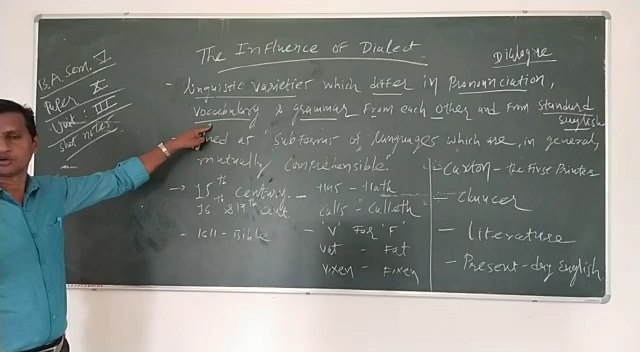 The Influence of Dialect.
Dialogue
B.A. Sem. V
Paper X
Unit: III
Short notes
- linguistic varieties which differ in pronunciation,
vocabulary & grammar from each other and from standard
English
as "subforms of languages which are, in general,
mutually comprehensible"
→ 15th Century - Has - Hath
16th & 17th Cent calls - Calleth
- 1611 - Bible - 'V' for 'F'
Vat - Fat
Vixen - Fixen
- Caxton - the First Printer
- Chaucer
- Literature
- Present-day English